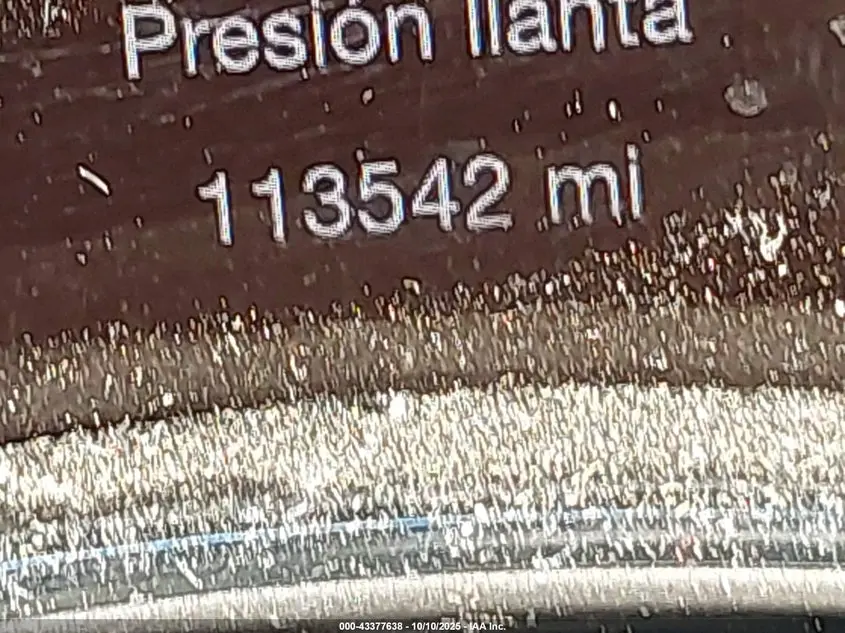 Presión llanta
113542 mi
000-43377638 - 10/10/2025 - IAA Inc.